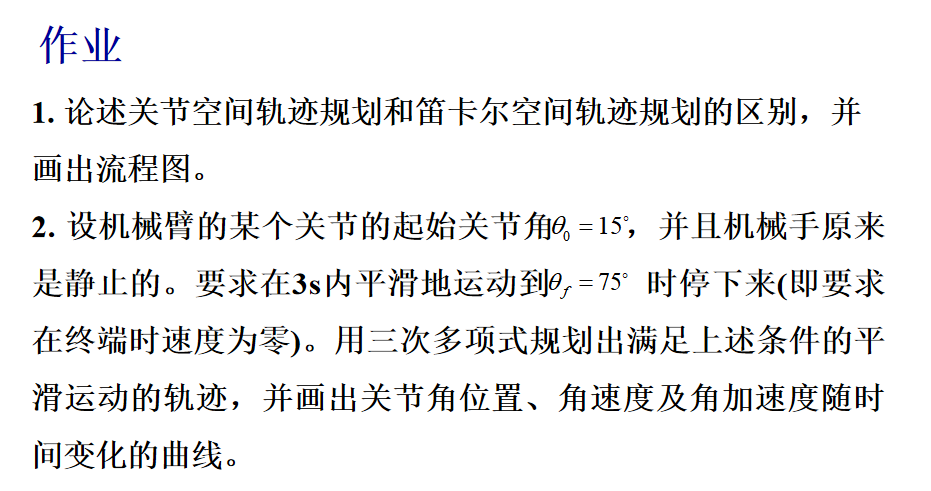 作业
1. 论述关节空间轨迹规划和笛卡尔空间轨迹规划的区别，并
画出流程图。
2. 设机械臂的某个关节的起始关节角θ₀ = 15°，并且机械手原来
是静止的。要求在3s内平滑地运动到θ_f = 75° 时停下来(即要求
在终端时速度为零)。用三次多项式规划出满足上述条件的平
滑运动的轨迹，并画出关节角位置、角速度及角加速度随时
间变化的曲线。